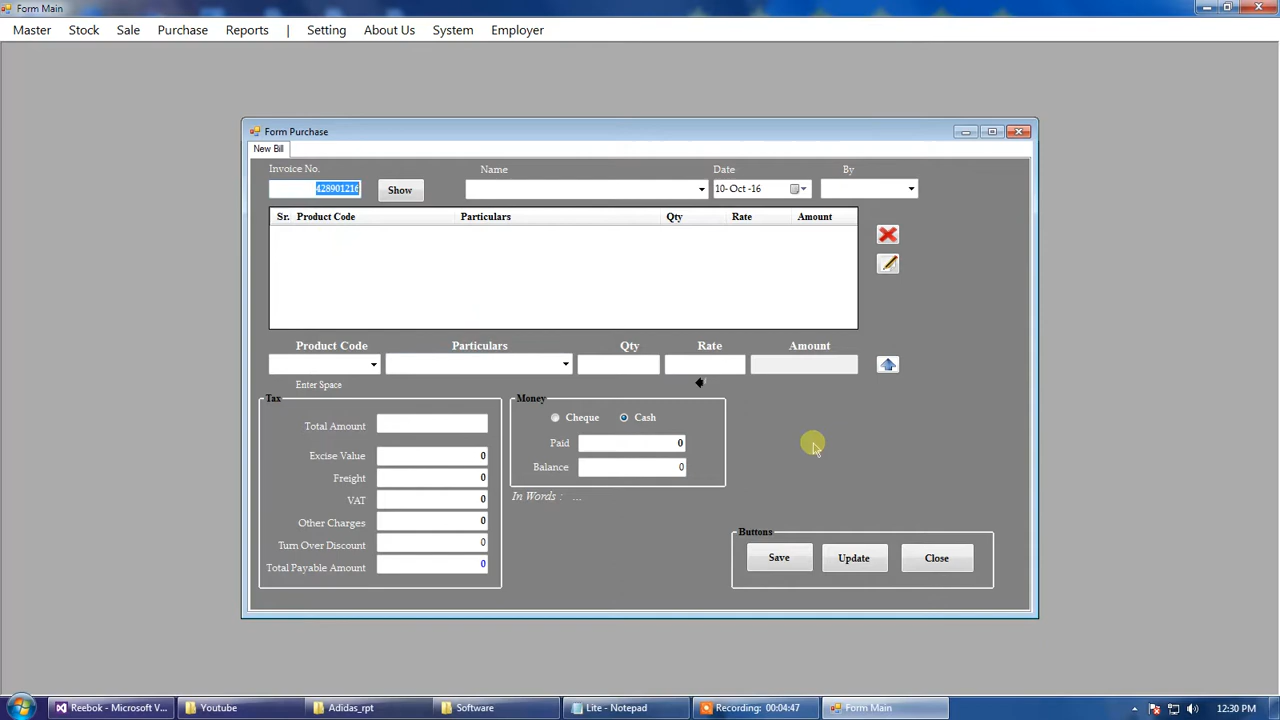 Form Main
Master Stock Sale Purchase Reports | Setting About Us System Employer
Form Purchase
New Bill
Invoice No. Name Date By
428901216 Show 10- Oct -16
Sr. Product Code Particulars Qty Rate Amount
Product Code Particulars Qty Rate Amount
Enter Space
Tax Money
Cheque Cash
Total Amount
Paid 0
Excise Value 0
Balance 0
Freight 0
In Words : ...
VAT 0
Other Charges 0
Buttons
Turn Over Discount 0
Save Update Close
Total Payable Amount 0
Reebok - Microsoft V... Youtube Adidas_rpt Software Lite - Notepad Recording: 00:04:47 Form Main 12:30 PM